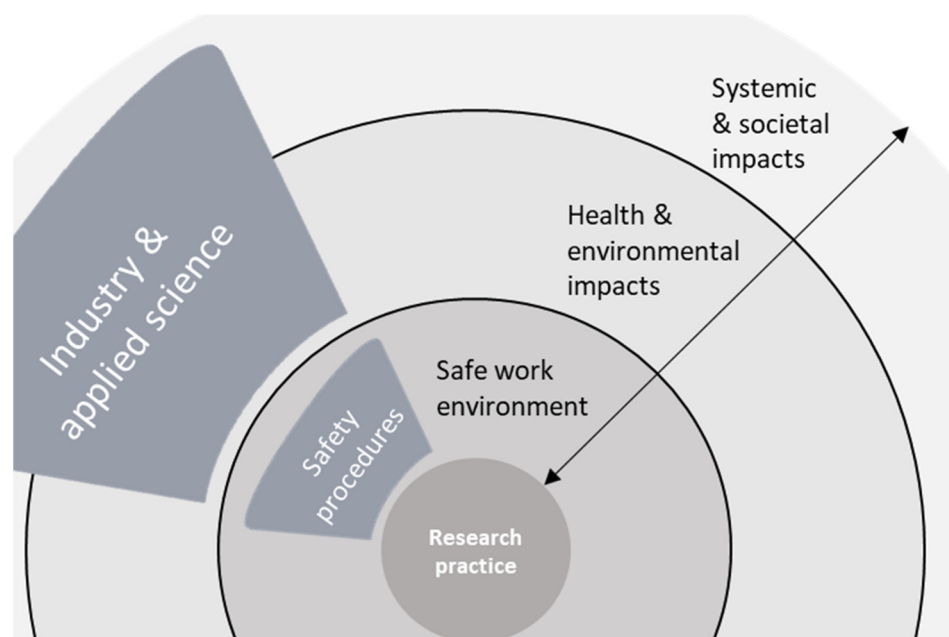 Systemic
& societal
impacts
Health &
environmental
impacts
Industry &
applied science
Safe work
environment
Safety
procedures
Research
practice